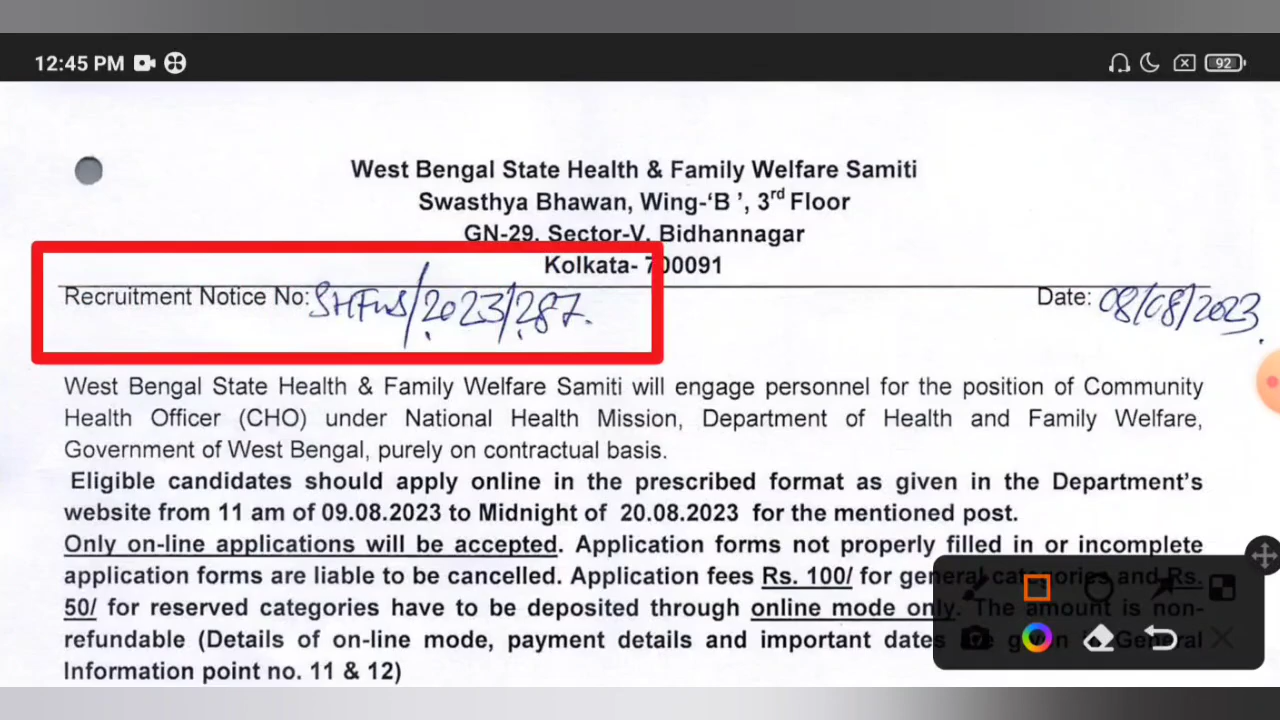 12:45 PM
92
West Bengal State Health & Family Welfare Samiti
Swasthya Bhawan, Wing-‘B ’, 3rd Floor
GN-29, Sector-V, Bidhannagar
Kolkata- 700091
Recruitment Notice No: SHFWS/2023/287.
Date: 08/08/2023
West Bengal State Health & Family Welfare Samiti will engage personnel for the position of Community
Health Officer (CHO) under National Health Mission, Department of Health and Family Welfare,
Government of West Bengal, purely on contractual basis.
Eligible candidates should apply online in the prescribed format as given in the Department’s
website from 11 am of 09.08.2023 to Midnight of 20.08.2023 for the mentioned post.
Only on-line applications will be accepted. Application forms not properly filled in or incomplete
application forms are liable to be cancelled. Application fees Rs. 100/ for general categories and Rs.
50/ for reserved categories have to be deposited through online mode only. The amount is non-
refundable (Details of on-line mode, payment details and important dates given General
Information point no. 11 & 12)